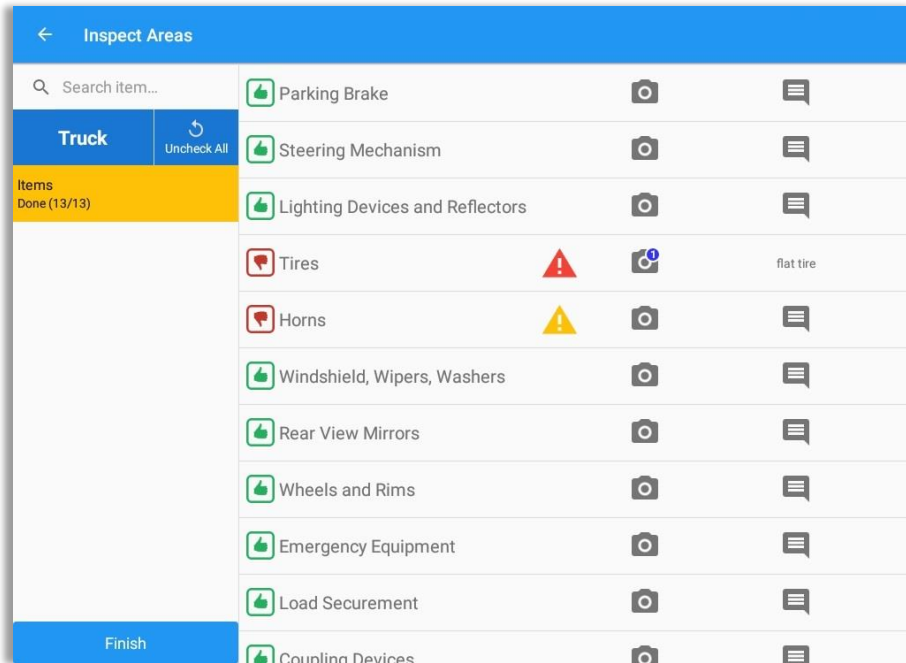 Inspect Areas
Search item...
Truck
Uncheck All
Items
Done (13/13)
Finish
Parking Brake
Steering Mechanism
Lighting Devices and Reflectors
Tires
1
flat tire
Horns
Windshield, Wipers, Washers
Rear View Mirrors
Wheels and Rims
Emergency Equipment
Load Securement
Coupling Devices